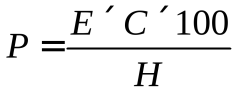 P = E ´ C ´ 100 / H